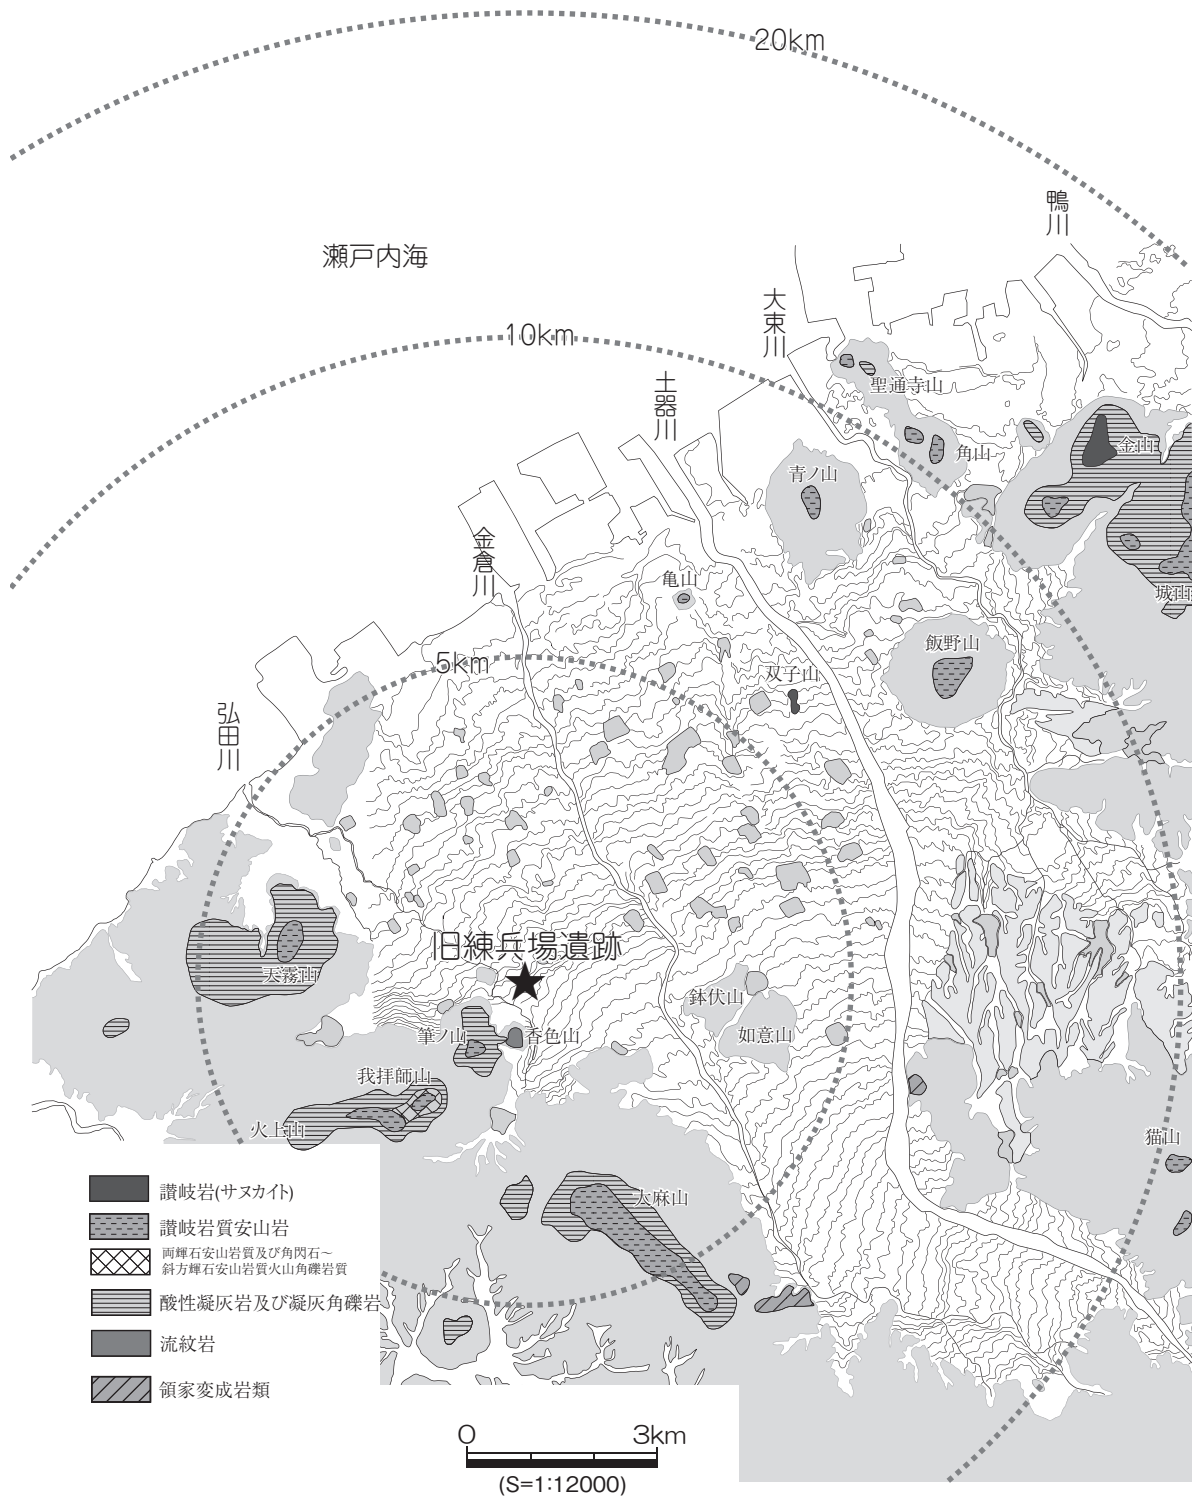 20km
鴨川
瀬戸内海
大束川
10km
土器川
聖通寺山
角山
金山
青ノ山
金倉川
亀山
城山
飯野山
5km
双子山
弘田川
旧練兵場遺跡
天霧山
鉢伏山
筆ノ山
香色山
如意山
我拝師山
火上山
猫山
大麻山
讃岐岩(サヌカイト)
讃岐岩質安山岩
両輝石安山岩質及び角閃石～
斜方輝石安山岩質火山角礫岩質
酸性凝灰岩及び凝灰角礫岩
流紋岩
領家変成岩類
0 3km
(S=1:12000)